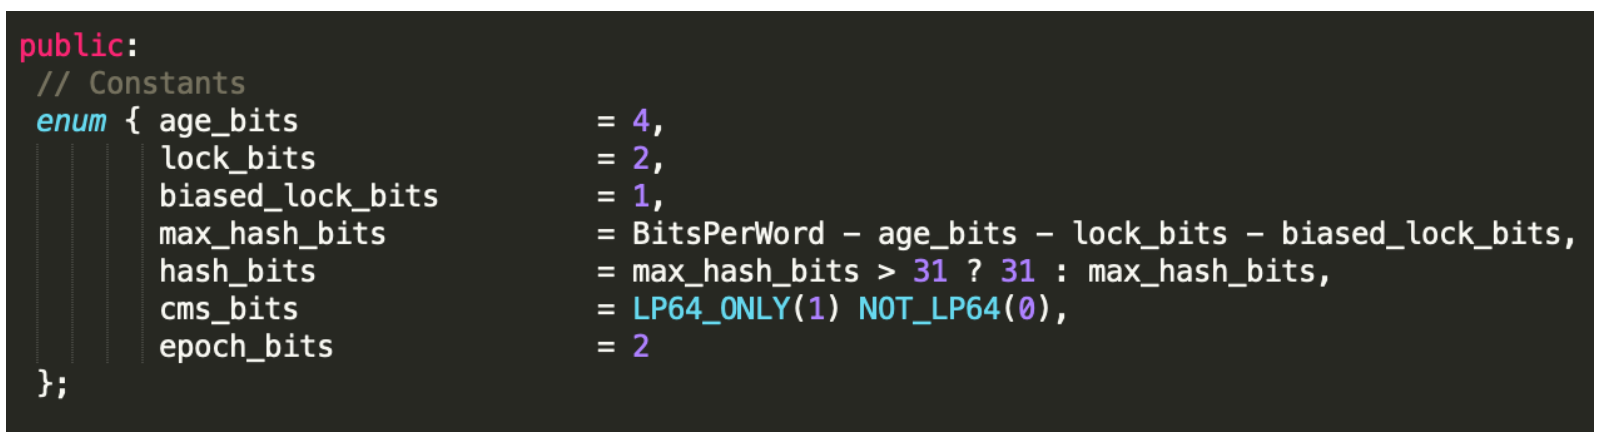 public:
// Constants
enum { age_bits = 4,
lock_bits = 2,
biased_lock_bits = 1,
max_hash_bits = BitsPerWord - age_bits - lock_bits - biased_lock_bits,
hash_bits = max_hash_bits > 31 ? 31 : max_hash_bits,
cms_bits = LP64_ONLY(1) NOT_LP64(0),
epoch_bits = 2
};